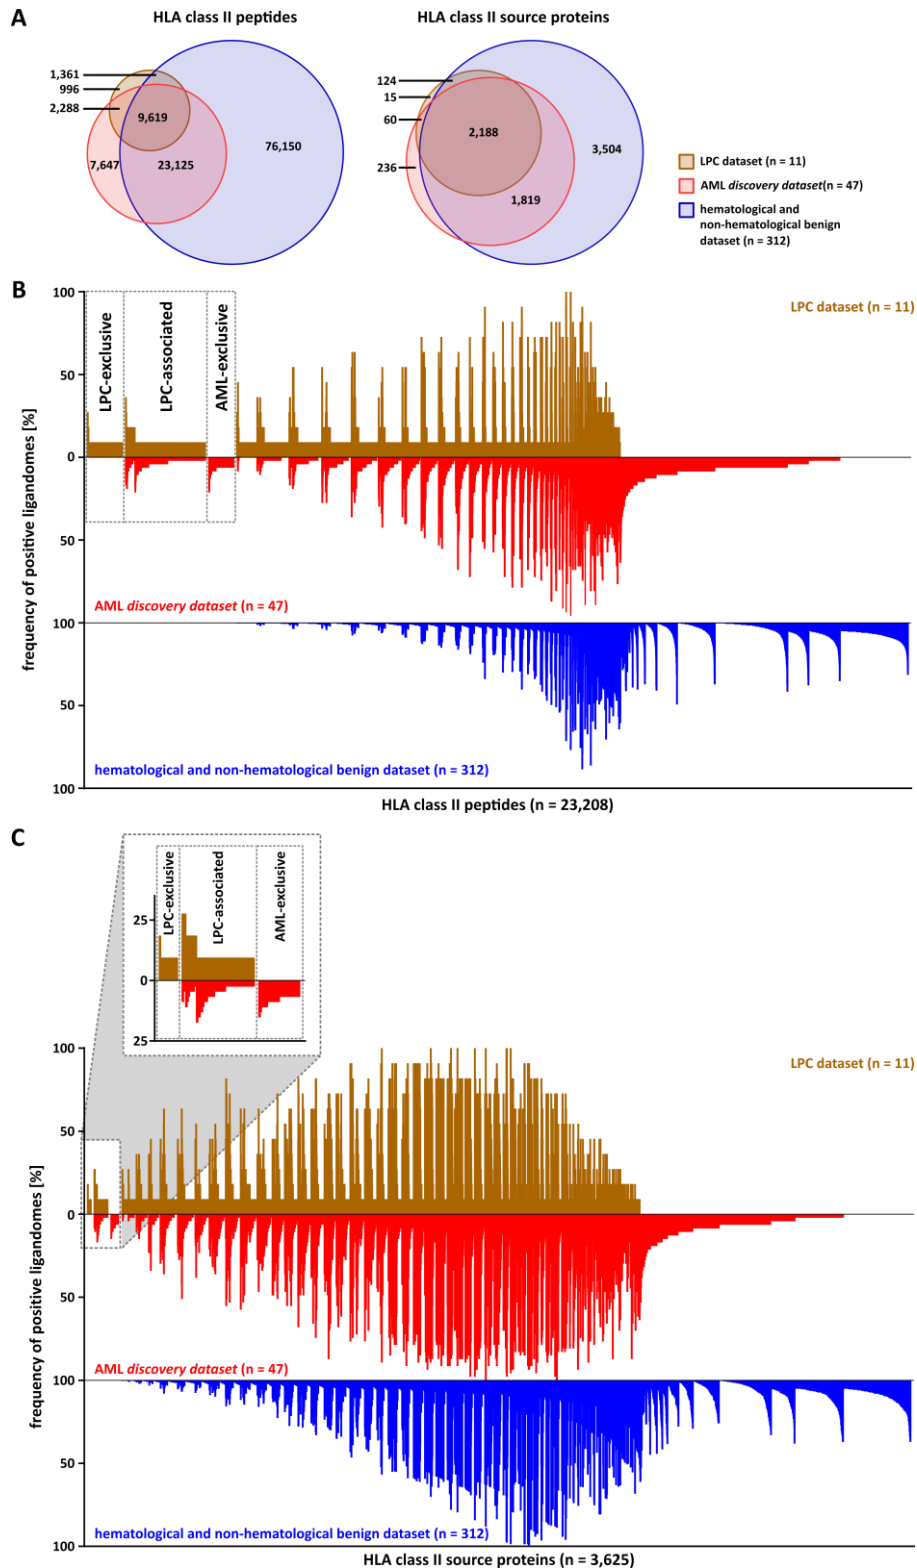 A
HLA class II peptides
HLA class II source proteins
1,361
996
2,288
9,619
7,647
23,125
76,150
124
15
60
236
2,188
3,504
1,819
LPC dataset (n = 11)
AML discovery dataset(n = 47)
hematological and
non-hematological benign
dataset (n = 312)
B
frequency of positive ligandomes [%]
100
50
0
50
100
50
100
LPC-exclusive
LPC-associated
AML-exclusive
LPC dataset (n = 11)
AML discovery dataset (n = 47)
hematological and non-hematological benign dataset (n = 312)
HLA class II peptides (n = 23,208)
C
LPC-exclusive
LPC-associated
AML-exclusive
25
0
25
frequency of positive ligandomes [%]
100
50
0
50
100
50
100
LPC dataset (n = 11)
AML discovery dataset (n = 47)
hematological and non-hematological benign dataset (n = 312)
HLA class II source proteins (n = 3,625)